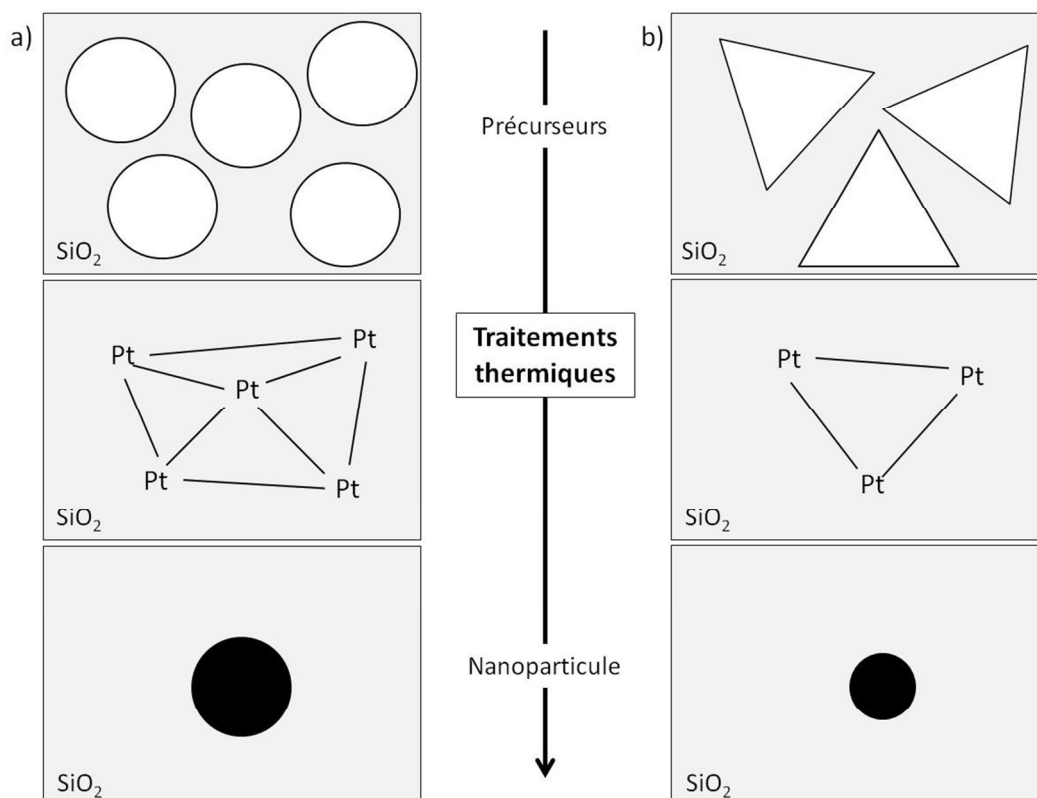 a)
SiO2
Précurseurs
b)
SiO2
Pt
Pt
Pt
Pt
Pt
SiO2
Traitements
thermiques
Pt
Pt
Pt
SiO2
SiO2
Nanoparticule
SiO2